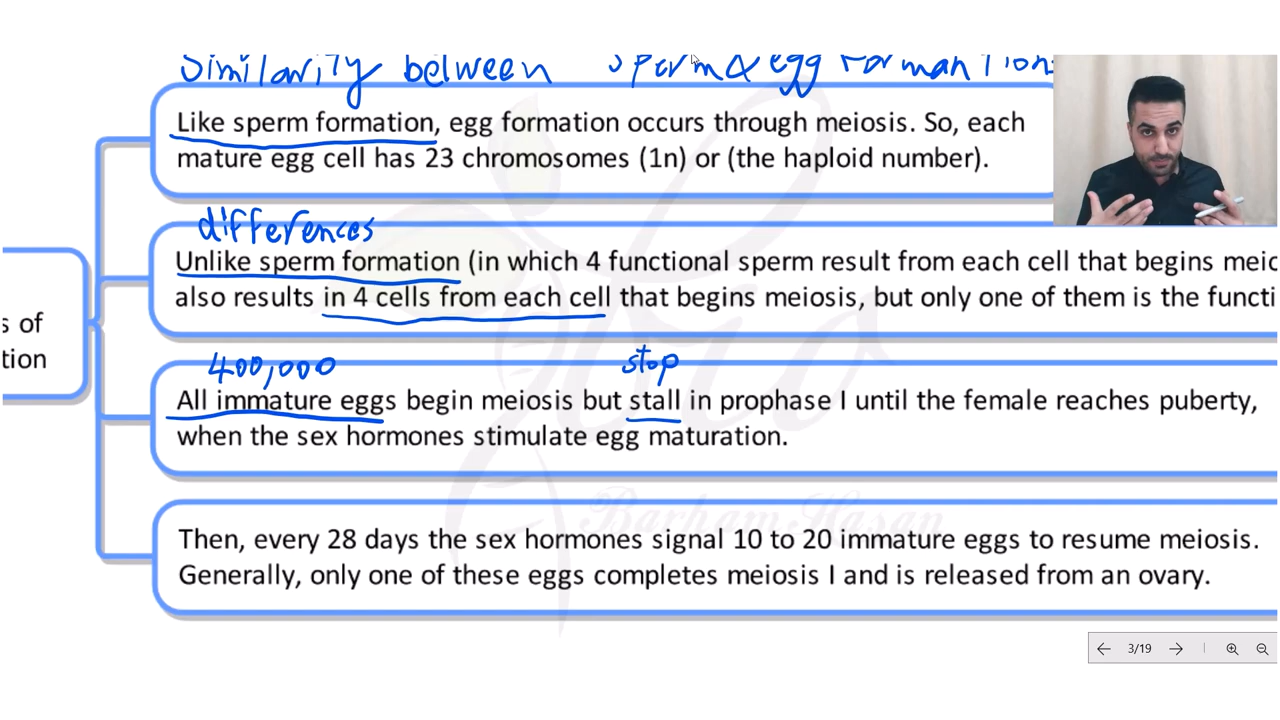 Similarity between sperm & egg Formantion
Like sperm formation, egg formation occurs through meiosis. So, each
mature egg cell has 23 chromosomes (1n) or (the haploid number).
differences
Unlike sperm formation (in which 4 functional sperm result from each cell that begins meio
also results in 4 cells from each cell that begins meiosis, but only one of them is the functi
s of
tion
400,000 stop
All immature eggs begin meiosis but stall in prophase I until the female reaches puberty,
when the sex hormones stimulate egg maturation.
Barham Hasan
Then, every 28 days the sex hormones signal 10 to 20 immature eggs to resume meiosis.
Generally, only one of these eggs completes meiosis I and is released from an ovary.
3/19